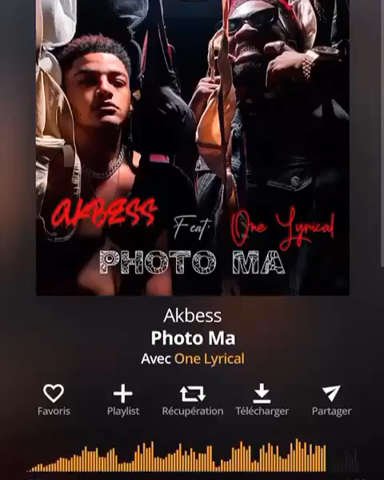 AKBESS
Feat: One Lyrical
PHOTO MA
Akbess
Photo Ma
Avec One Lyrical
Favoris Playlist Récupération Télécharger Partager